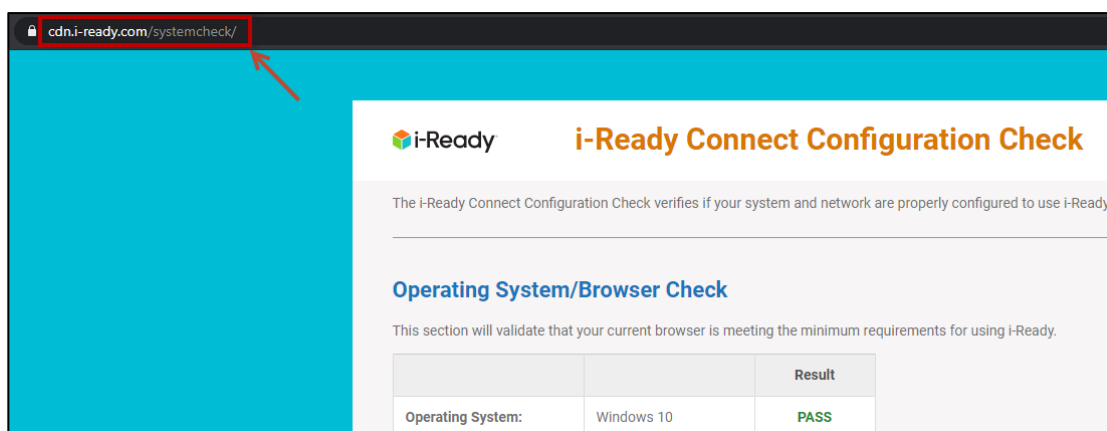 cdn.i-ready.com/systemcheck/
i-Ready
i-Ready Connect Configuration Check
The i-Ready Connect Configuration Check verifies if your system and network are properly configured to use i-Ready
Operating System/Browser Check
This section will validate that your current browser is meeting the minimum requirements for using i-Ready.
Result
Operating System: Windows 10 PASS